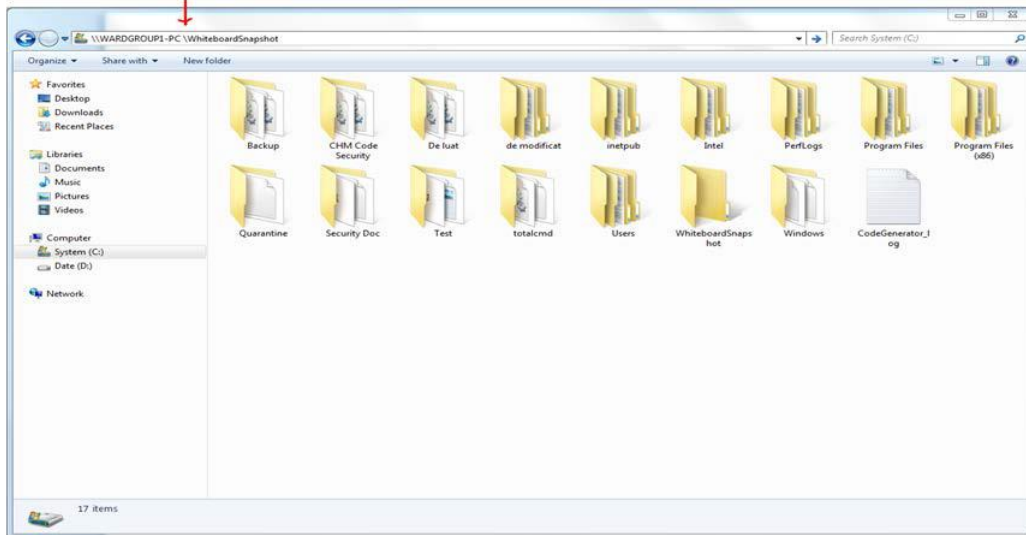 \\WARDGROUP1-PC \WhiteboardSnapshot
Search System (C:)
Organize
Share with
New folder
Favorites
Desktop
Downloads
Recent Places
Libraries
Documents
Music
Pictures
Videos
Computer
System (C:)
Date (D:)
Network
Backup
CHM Code
Security
De luat
de modificat
inetpub
Intel
PerfLogs
Program Files
Program Files
(x86)
Quarantine
Security Doc
Test
totalcmd
Users
WhiteboardSnaps
hot
Windows
CodeGenerator_l
og
17 items